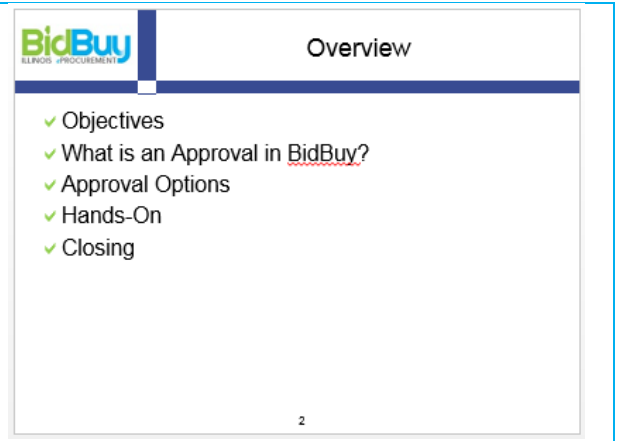 BidBuy
ILLINOIS ePROCUREMENT
Overview
Objectives
What is an Approval in BidBuy?
Approval Options
Hands-On
Closing
2